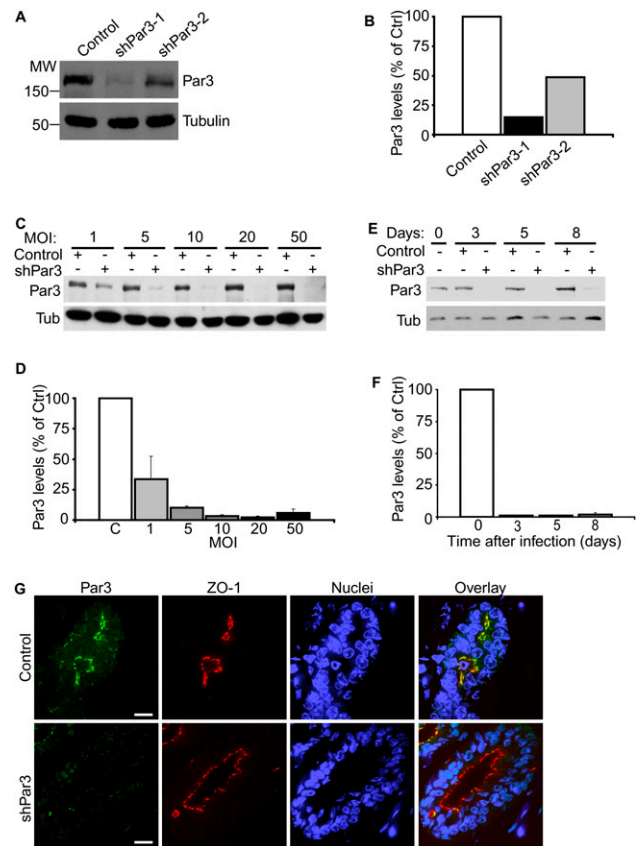 A
Control
shPar3-1
shPar3-2
MW
150
Par3
50
Tubulin
B
Par3 levels (% of Ctrl)
100
75
50
25
0
Control
shPar3-1
shPar3-2
C
MOI: 1 5 10 20 50
Control + - + - + - + - + -
shPar3 - + - + - + - + - +
Par3
Tub
D
Par3 levels (% of Ctrl)
100
75
50
25
0
C 1 5 10 20 50
MOI
E
Days: 0 3 5 8
Control - + - + - + -
shPar3 - - + - + - +
Par3
Tub
F
Par3 levels (% of Ctrl)
100
75
50
25
0
0 3 5 8
Time after infection (days)
G
Par3 ZO-1 Nuclei Overlay
Control
shPar3